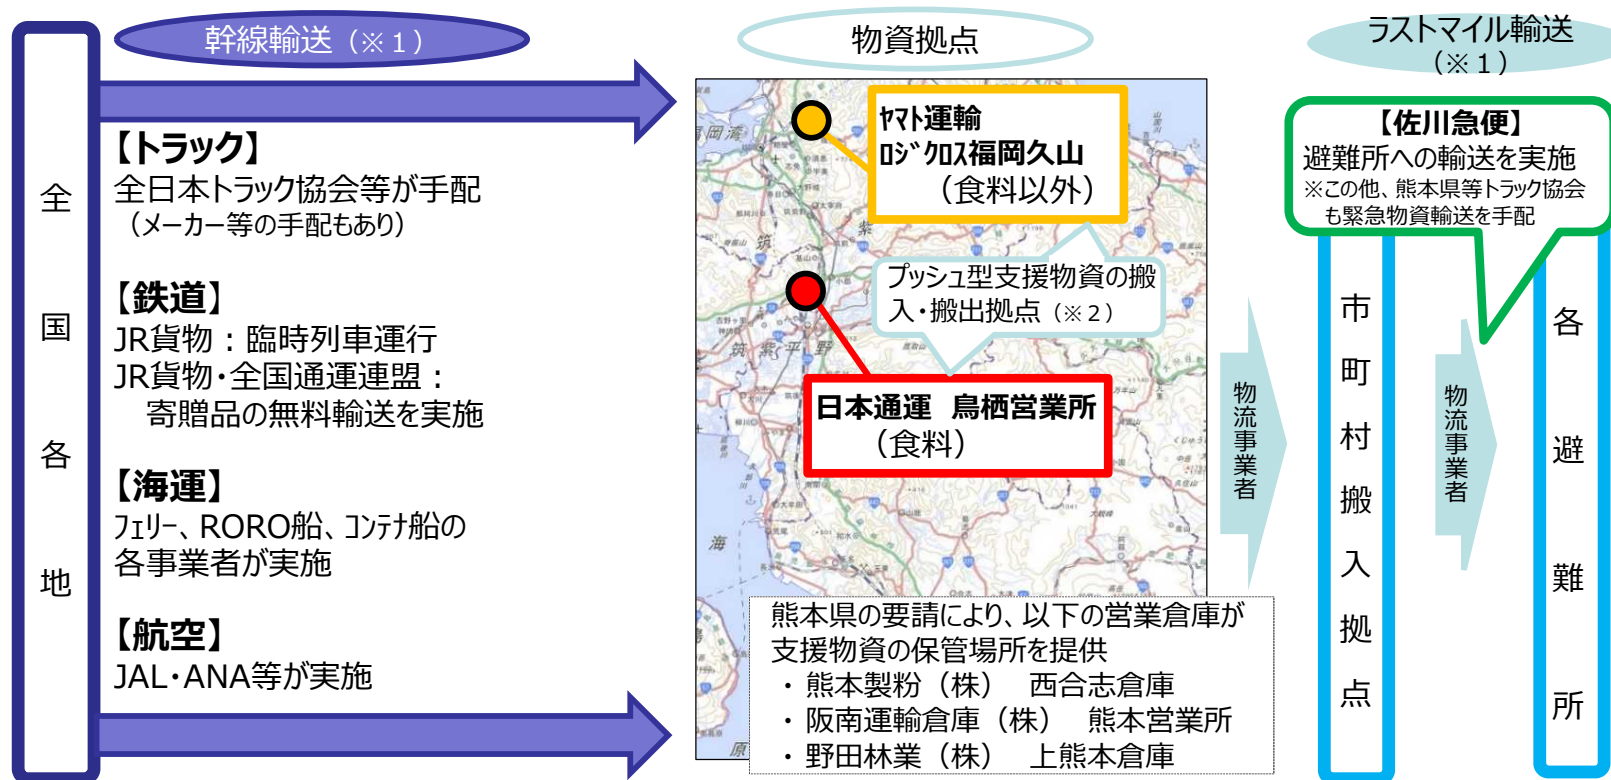 幹線輸送（※１）
物資拠点
ラストマイル輸送
（※１）
全国各地
【トラック】
全日本トラック協会等が手配
（メーカー等の手配もあり）
【鉄道】
JR貨物：臨時列車運行
JR貨物・全国通運連盟：
寄贈品の無料輸送を実施
【海運】
ﾌｪﾘｰ、RORO船、ｺﾝﾃﾅ船の
各事業者が実施
【航空】
JAL・ANA等が実施
ﾔﾏﾄ運輸
ﾛｼﾞｸﾛｽ福岡久山
（食料以外）
プッシュ型支援物資の搬
入・搬出拠点（※２）
日本通運　鳥栖営業所
（食料）
筑紫平野
海
原
熊本県の要請により、以下の営業倉庫が
支援物資の保管場所を提供
・熊本製粉（株）　西合志倉庫
・阪南運輸倉庫（株）　熊本営業所
・野田林業（株）　上熊本倉庫
物流事業者
市町村搬入拠点
物流事業者
【佐川急便】
避難所への輸送を実施
※この他、熊本県等トラック協会
も緊急物資輸送を手配
各避難所